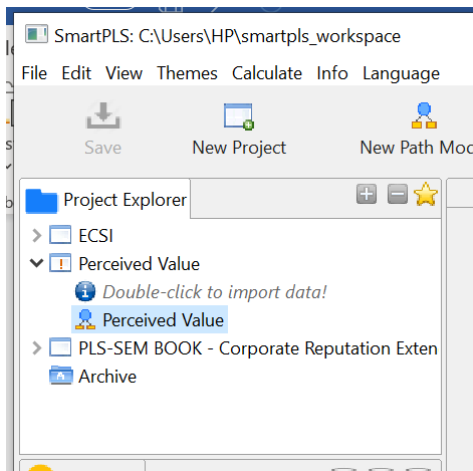 SmartPLS: C:\Users\HP\smartpls_workspace
File Edit View Themes Calculate Info Language
Save New Project New Path Mod
Project Explorer
ECSI
Perceived Value
Double-click to import data!
Perceived Value
PLS-SEM BOOK - Corporate Reputation Exten
Archive